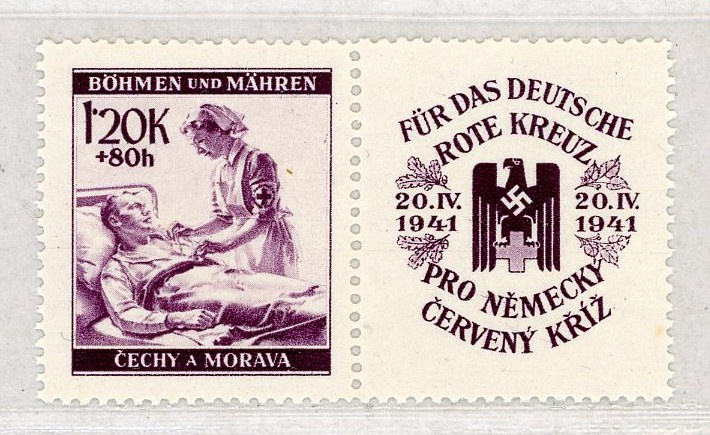 BÖHMEN UND MÄHREN
1'20K
+80h
ČECHY A MORAVA
FÜR DAS DEUTSCHE
ROTE KREUZ
20.IV.
1941
20.IV.
1941
PRO NĚMECKÝ
ČERVENÝ KŘÍŽ